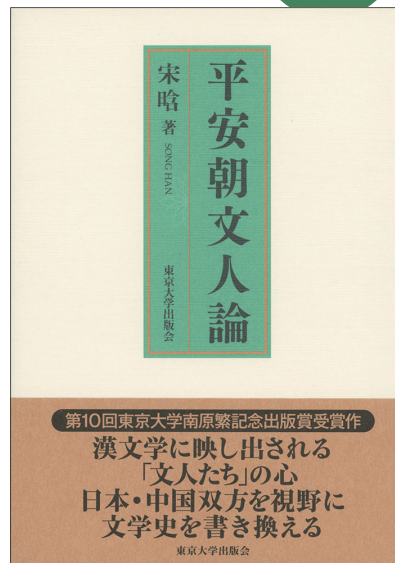 平安朝文人論
宋晗 著 SONG HAN
東京大学出版会
第10回東京大学南原繁記念出版賞受賞作
漢文学に映し出される
「文人たち」の心
日本・中国双方を視野に
文学史を書き換える
東京大学出版会